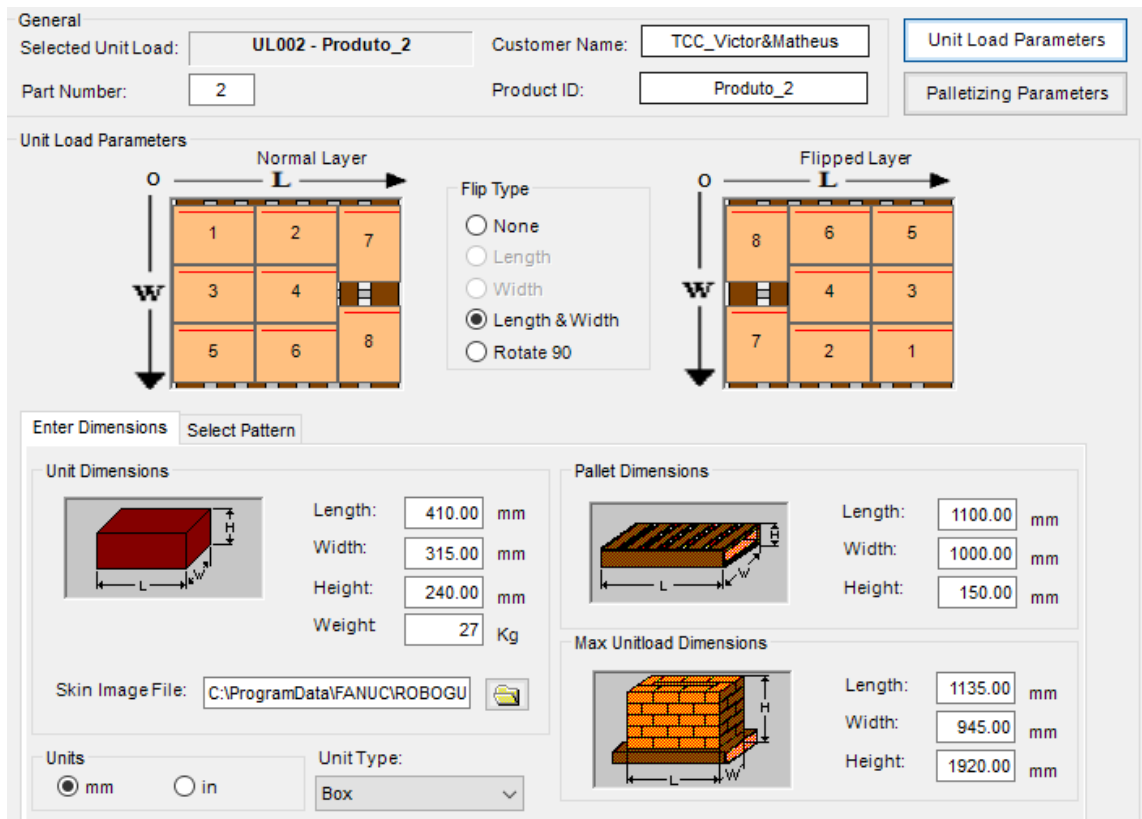 General
Selected Unit Load: UL002 - Produto_2 Customer Name: TCC_Victor&Matheus Unit Load Parameters
Part Number: 2 Product ID: Produto_2 Palletizing Parameters
Unit Load Parameters
Normal Layer Flipped Layer
O L O L
W W
1 2 7
3 4
5 6 8
Flip Type
None
Length
Width
Length & Width
Rotate 90
8 6 5
4 3
7 2 1
Enter Dimensions Select Pattern
Unit Dimensions
L W H
Length: 410.00 mm
Width: 315.00 mm
Height: 240.00 mm
Weight 27 Kg
Skin Image File: C:\ProgramData\FANUC\ROBOGU
Units
mm in
Unit Type:
Box
Pallet Dimensions
L W H
Length: 1100.00 mm
Width: 1000.00 mm
Height: 150.00 mm
Max Unitload Dimensions
L W H
Length: 1135.00 mm
Width: 945.00 mm
Height: 1920.00 mm